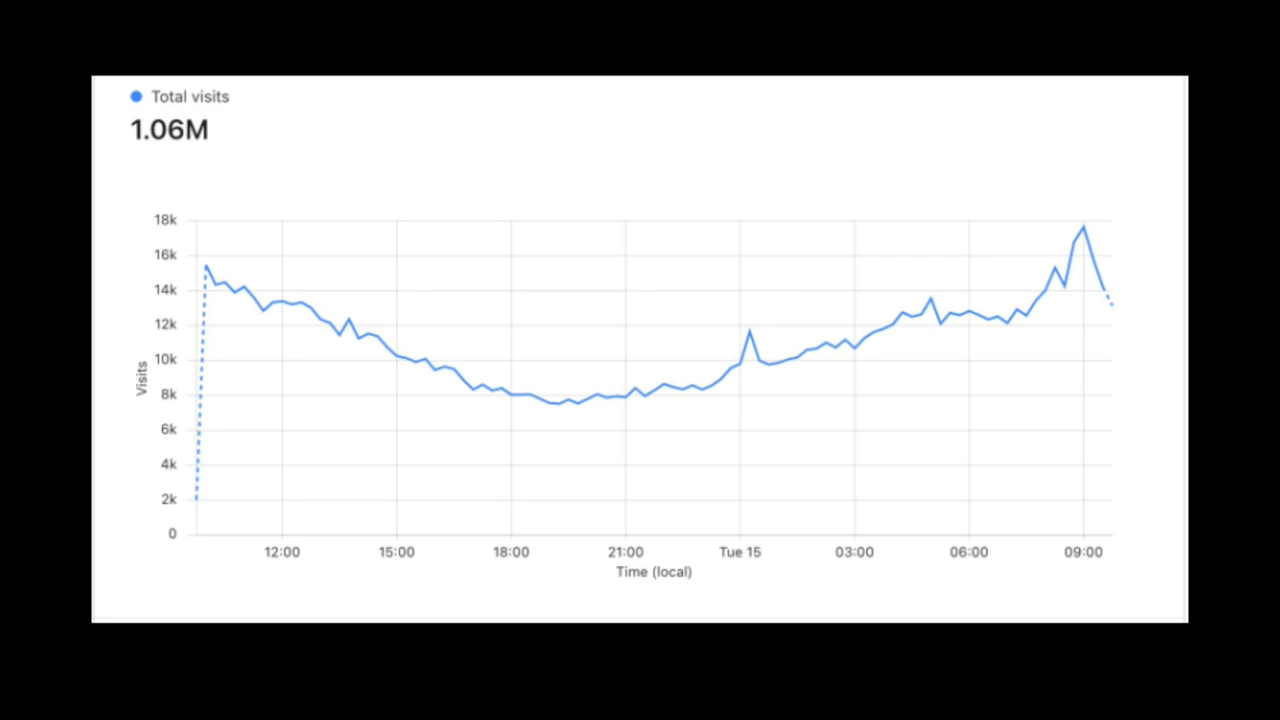 Total visits
1.06M
18k
16k
14k
12k
10k
8k
6k
4k
2k
0
Visits
12:00 15:00 18:00 21:00 Tue 15 03:00 06:00 09:00
Time (local)